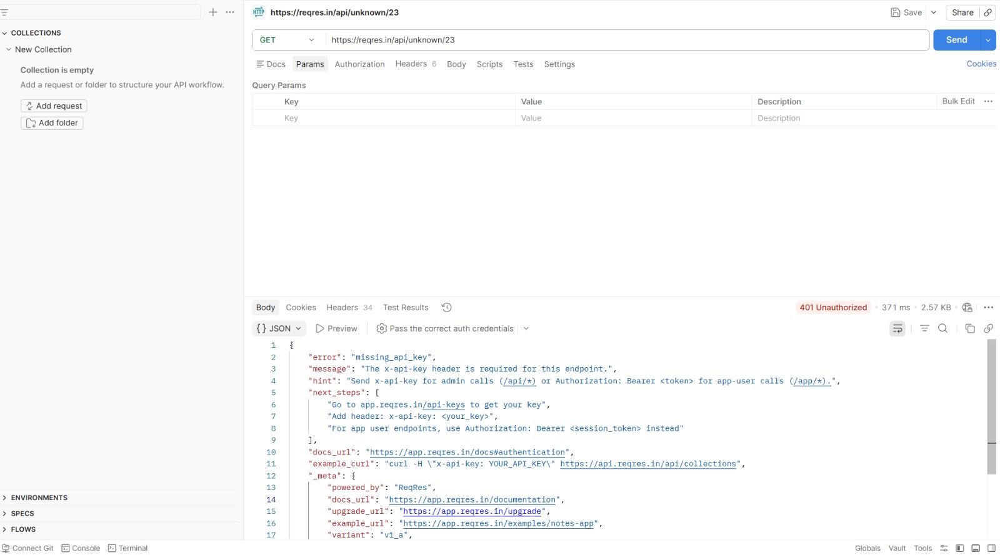 https://reqres.in/api/unknown/23
Save
Share
COLLECTIONS
New Collection
Collection is empty
Add a request or folder to structure your API workflow.
Add request
Add folder
GET
https://reqres.in/api/unknown/23
Send
Docs Params Authorization Headers 6 Body Scripts Tests Settings Cookies
Query Params
Key Value Description Bulk Edit
Key Value Description
Body Cookies Headers 34 Test Results 401 Unauthorized • 371 ms • 2.57 KB •
{} JSON Preview Pass the correct auth credentials
1 {
2 "error": "missing_api_key",
3 "message": "The x-api-key header is required for this endpoint.",
4 "hint": "Send x-api-key for admin calls (/api/*) or Authorization: Bearer <token> for app-user calls (/app/*).",
5 "next_steps": [
6 "Go to app.reqres.in/api-keys to get your key",
7 "Add header: x-api-key: <your_key>",
8 "For app user endpoints, use Authorization: Bearer <session_token> instead"
9 ],
10 "docs_url": "https://app.reqres.in/docs#authentication",
11 "example_curl": "curl -H \"x-api-key: YOUR_API_KEY\" https://api.reqres.in/api/collections",
12 "_meta": {
13 "powered_by": "ReqRes",
14 "docs_url": "https://app.reqres.in/documentation",
15 "upgrade_url": "https://app.reqres.in/upgrade",
16 "example_url": "https://app.reqres.in/examples/notes-app",
17 "variant": "v1_a",
ENVIRONMENTS
SPECS
FLOWS
Connect Git Console Terminal
Globals Vault Tools